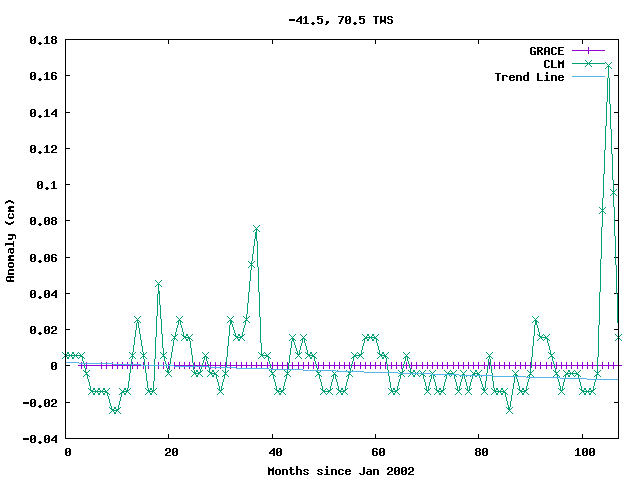 -41.5, 70.5 TWS
GRACE
CLM
Trend Line
0.18
0.16
0.14
0.12
0.1
0.08
0.06
0.04
0.02
0
-0.02
-0.04
Anomaly (cm)
0 20 40 60 80 100
Months since Jan 2002